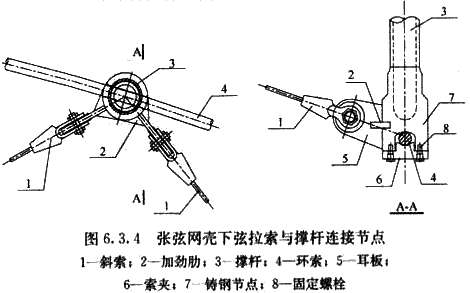 A
3
4
2
1
A
1
3
2
1
7
8
5
6
4
A-A
图 6.3.4 张弦网壳下弦拉索与撑杆连接节点
1—斜索；2—加劲肋；3—撑杆；4—环索；5—耳板；
6—索夹；7—铸钢节点；8—固定螺栓